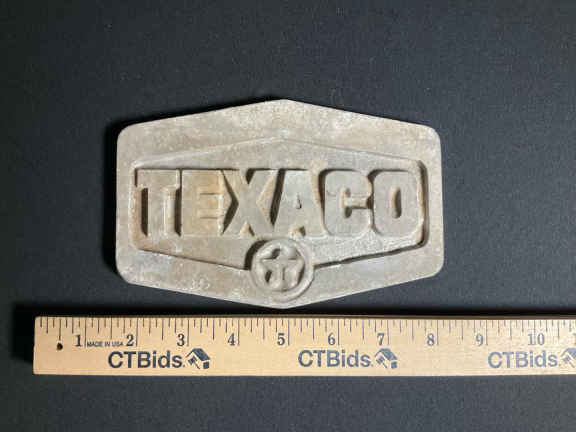 TEXACO
T
1 2 3 4 5 6 7 8 9 10
MADE IN USA
CTBids. CTBids. CTBids